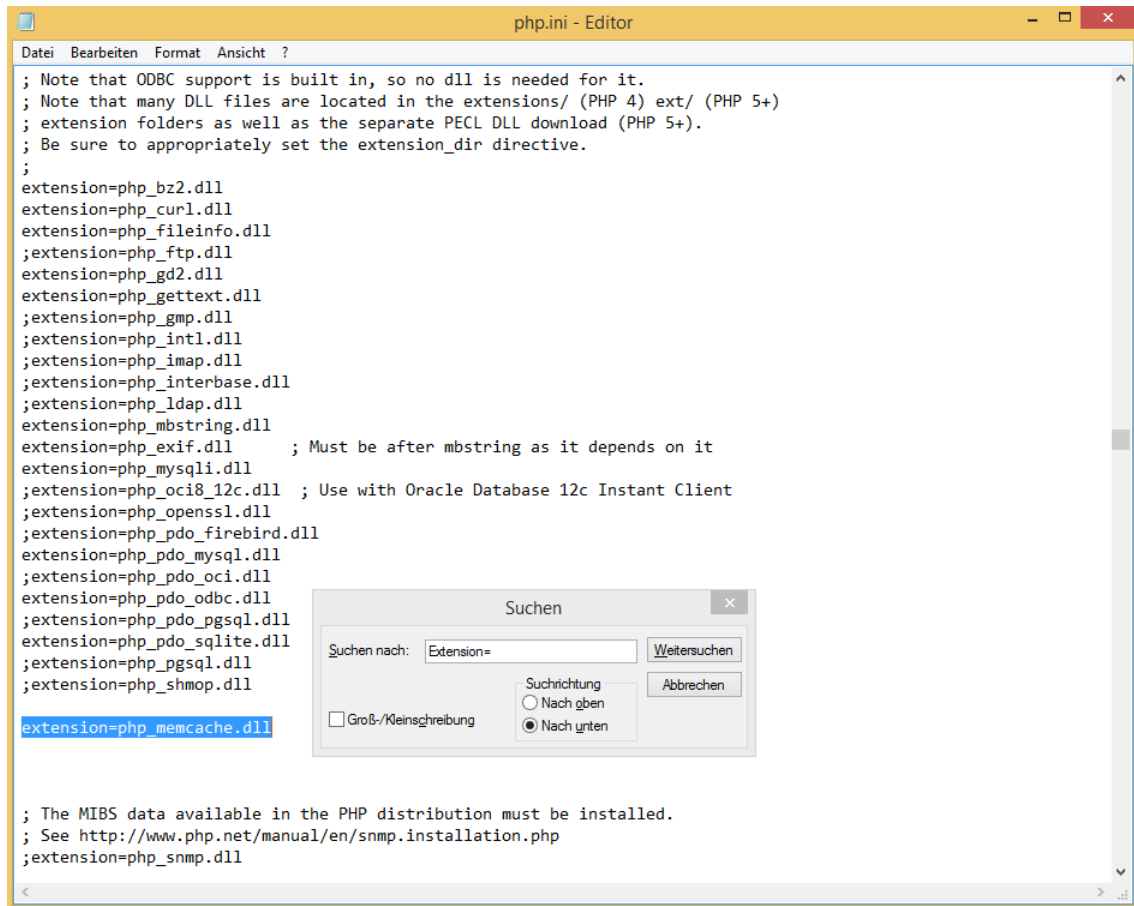 php.ini - Editor
Datei Bearbeiten Format Ansicht ?
; Note that ODBC support is built in, so no dll is needed for it.
; Note that many DLL files are located in the extensions/ (PHP 4) ext/ (PHP 5+)
; extension folders as well as the separate PECL DLL download (PHP 5+).
; Be sure to appropriately set the extension_dir directive.
;
extension=php_bz2.dll
extension=php_curl.dll
extension=php_fileinfo.dll
;extension=php_ftp.dll
extension=php_gd2.dll
extension=php_gettext.dll
;extension=php_gmp.dll
;extension=php_intl.dll
;extension=php_imap.dll
;extension=php_interbase.dll
;extension=php_ldap.dll
extension=php_mbstring.dll
extension=php_exif.dll      ; Must be after mbstring as it depends on it
extension=php_mysqli.dll
;extension=php_oci8_12c.dll  ; Use with Oracle Database 12c Instant Client
;extension=php_openssl.dll
;extension=php_pdo_firebird.dll
extension=php_pdo_mysql.dll
;extension=php_pdo_oci.dll
extension=php_pdo_odbc.dll
;extension=php_pdo_pgsql.dll
extension=php_pdo_sqlite.dll
;extension=php_pgsql.dll
;extension=php_shmop.dll
extension=php_memcache.dll
Suchen
Suchen nach: Extension= Weitersuchen
Suchrichtung Abbrechen
Nach oben
Groß-/Kleinschreibung Nach unten
; The MIBS data available in the PHP distribution must be installed.
; See http://www.php.net/manual/en/snmp.installation.php
;extension=php_snmp.dll